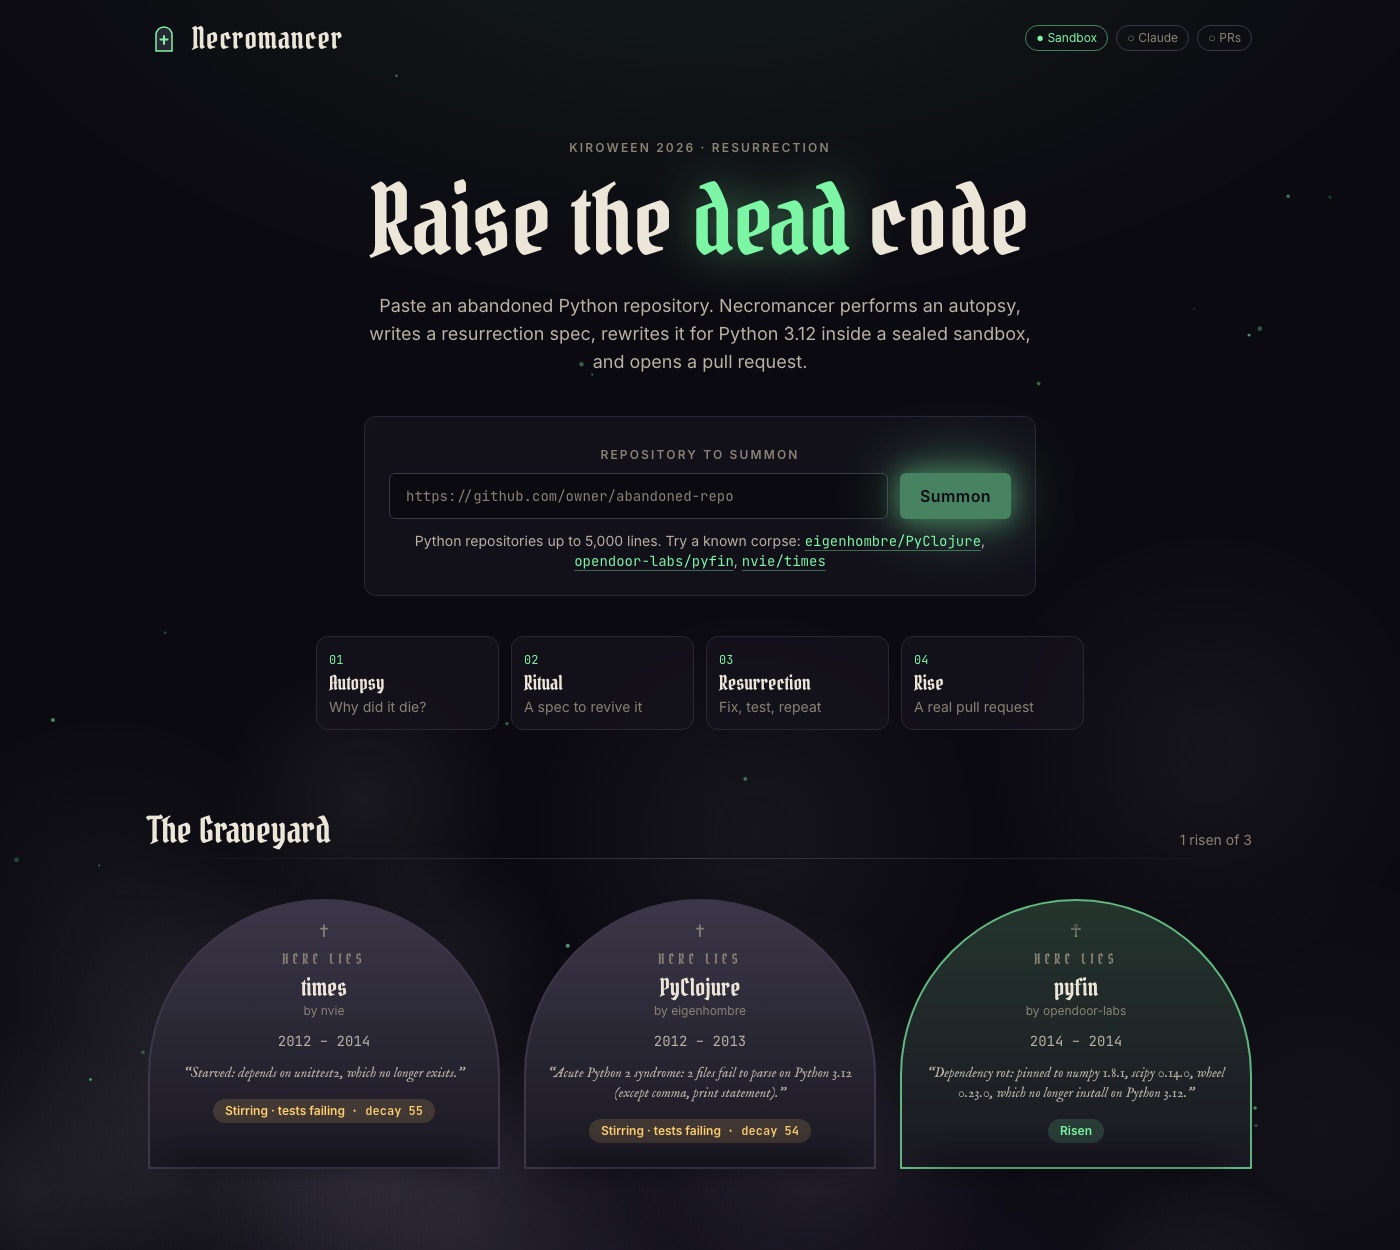 Necromancer
● Sandbox
○ Claude
○ PRs
KIROWEEN 2026 · RESURRECTION
Raise the dead code
Paste an abandoned Python repository. Necromancer performs an autopsy,
writes a resurrection spec, rewrites it for Python 3.12 inside a sealed sandbox,
and opens a pull request.
REPOSITORY TO SUMMON
https://github.com/owner/abandoned-repo
Summon
Python repositories up to 5,000 lines. Try a known corpse: eigenhombre/PyClojure,
opendoor-labs/pyfin, nvie/times
01
Autopsy
Why did it die?
02
Ritual
A spec to revive it
03
Resurrection
Fix, test, repeat
04
Rise
A real pull request
The Graveyard
1 risen of 3
✝
HERE LIES
times
by nvie
2012 – 2014
“Starved: depends on unittest2, which no longer exists.”
Stirring · tests failing · decay 55
✝
HERE LIES
PyClojure
by eigenhombre
2012 – 2013
“Acute Python 2 syndrome: 2 files fail to parse on Python 3.12
(except comma, print statement).”
Stirring · tests failing · decay 54
☥
HERE LIES
pyfin
by opendoor-labs
2014 – 2014
“Dependency rot: pinned to numpy 1.8.1, scipy 0.14.0, wheel
0.23.0, which no longer install on Python 3.12.”
Risen